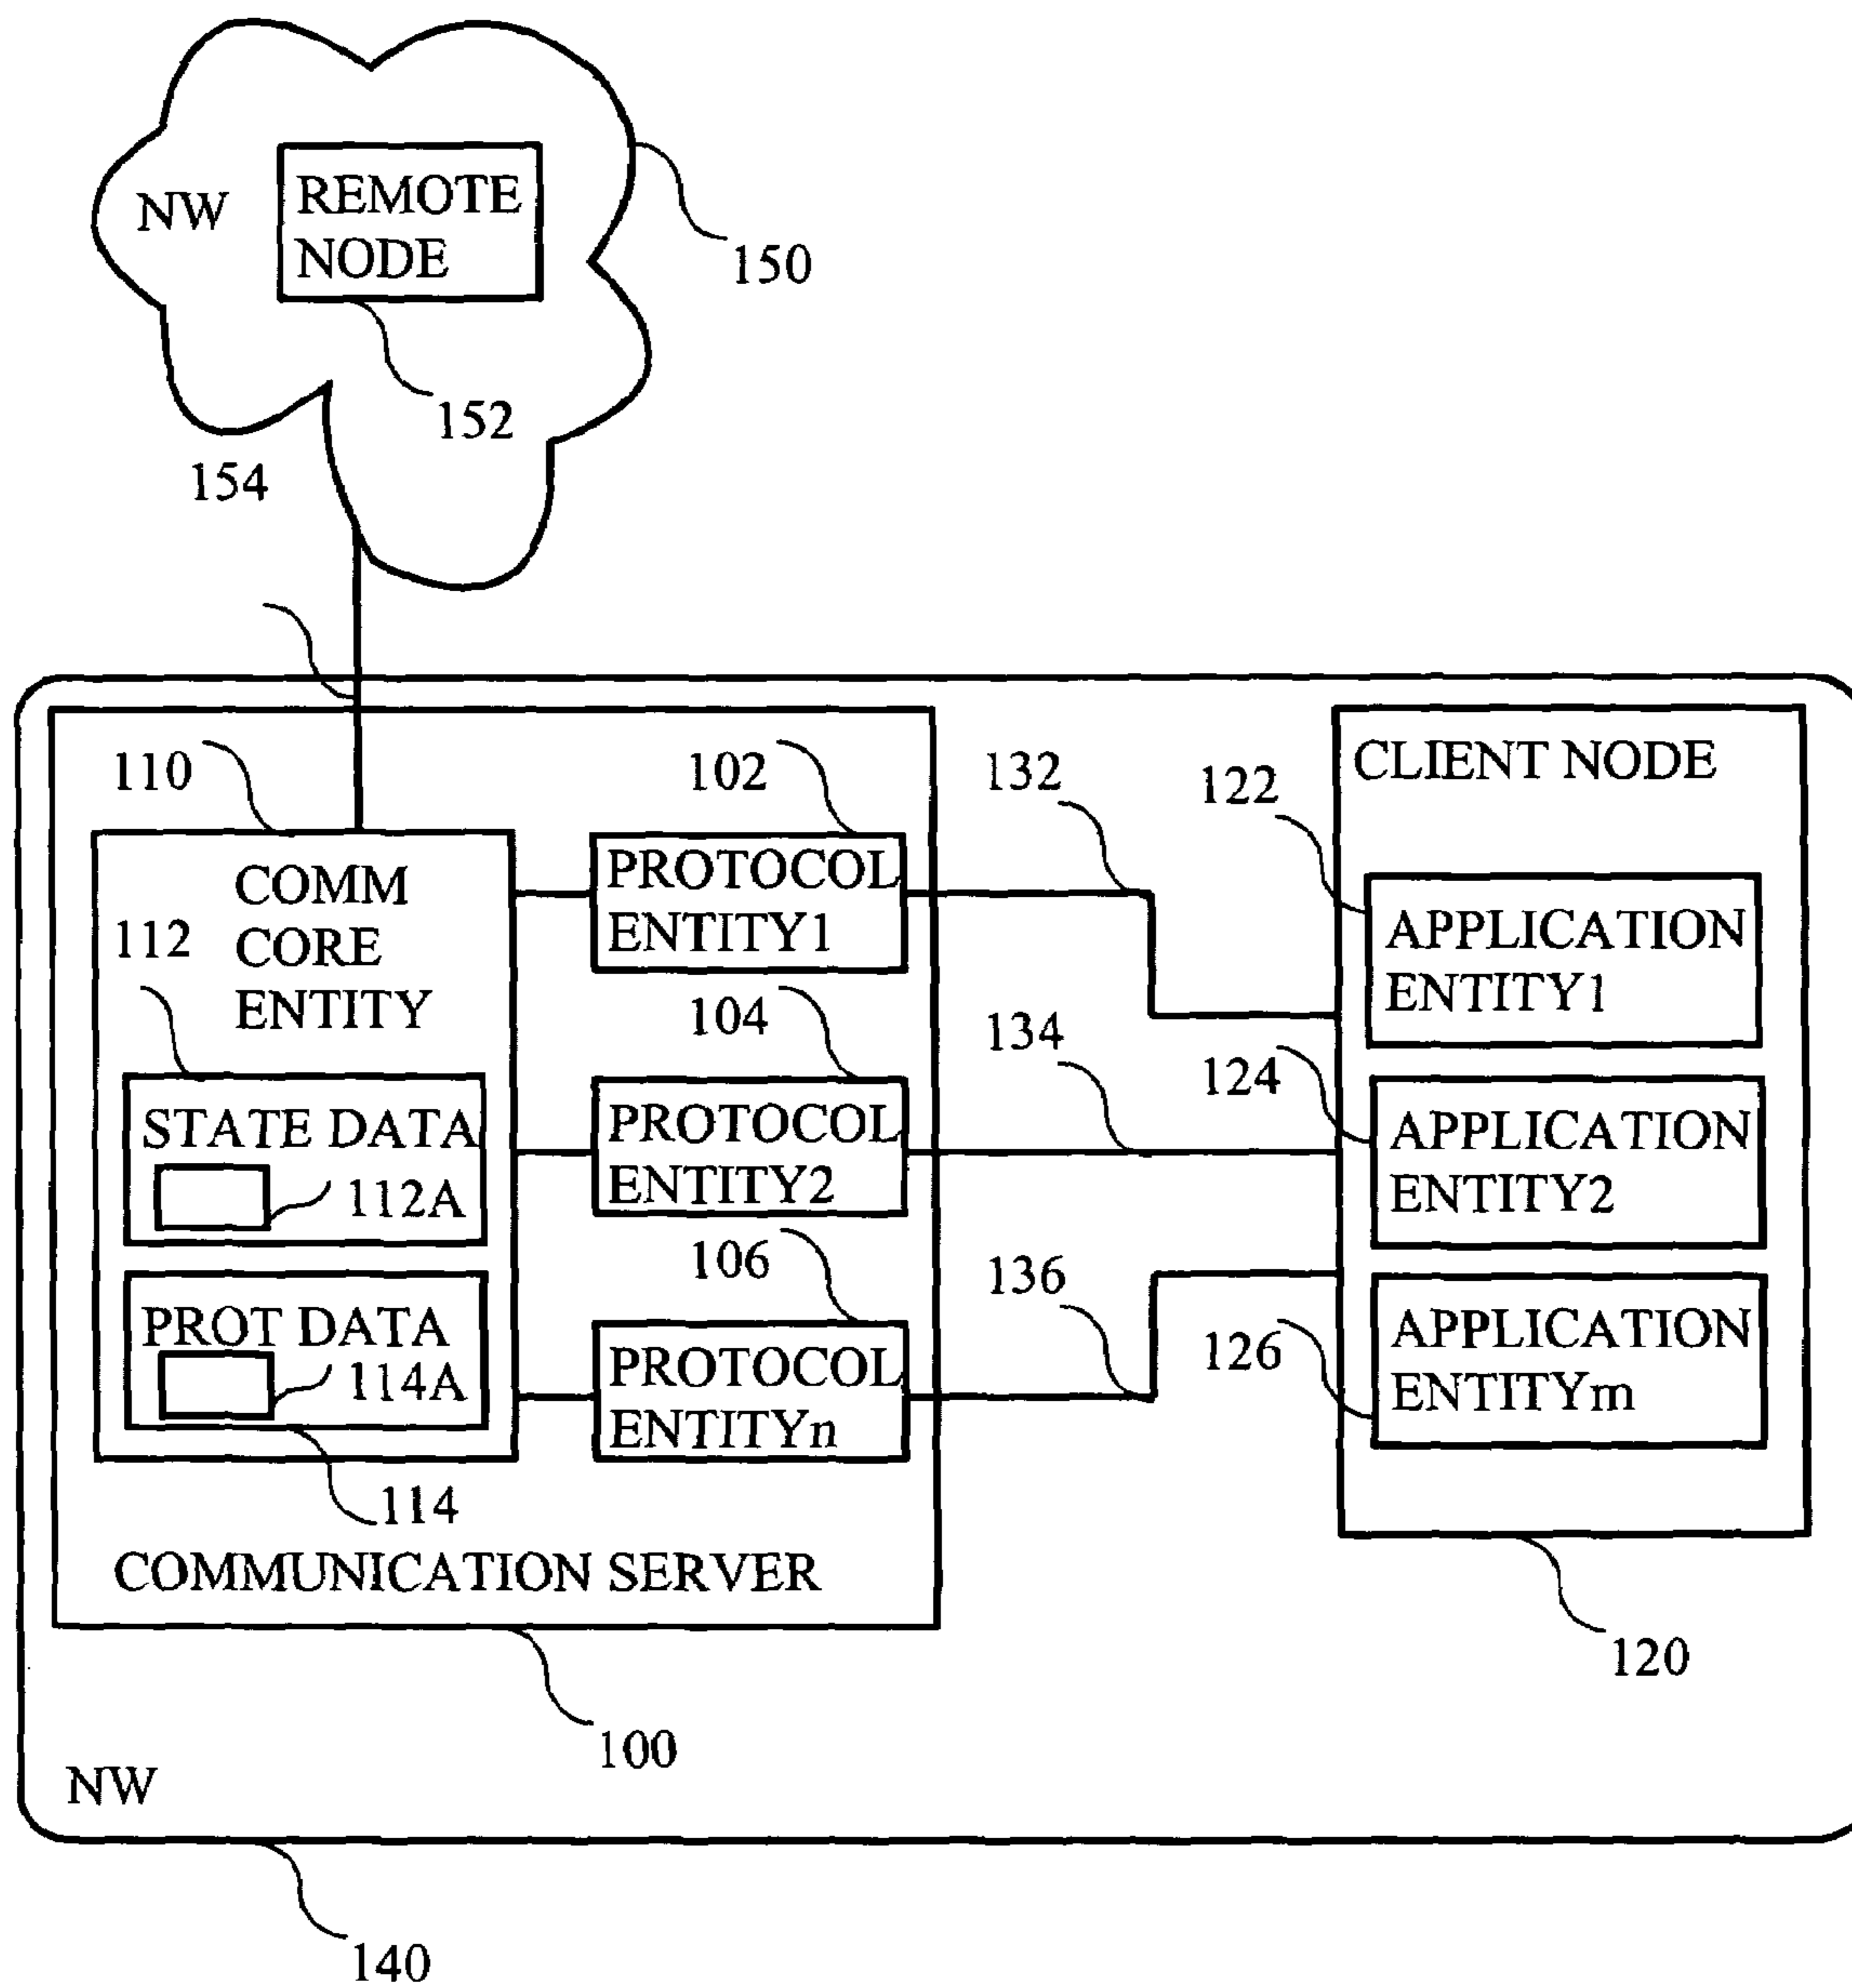 NW
REMOTE
NODE
150
152
154
110
102
132
122
CLIENT NODE
COMM
CORE
ENTITY
112
PROTOCOL
ENTITY1
APPLICATION
ENTITY1
104
134
124
STATE DATA
112A
PROTOCOL
ENTITY2
APPLICATION
ENTITY2
106
136
126
PROT DATA
114A
PROTOCOL
ENTITYn
APPLICATION
ENTITYm
114
COMMUNICATION SERVER
120
100
NW
140